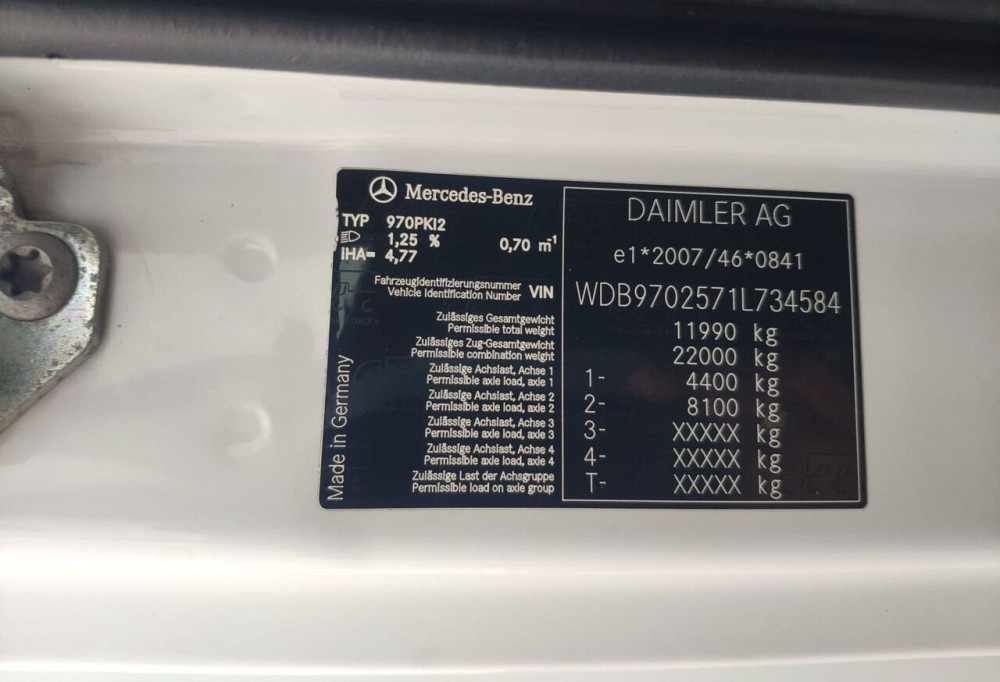 Mercedes-Benz
TYP 970PKI2
1,25 % 0,70 m⁻¹
IHA= 4,77
Fahrzeugidentifizierungsnummer
Vehicle Identification Number VIN
Zulässiges Gesamtgewicht
Permissible total weight
Zulässiges Zug-Gesamtgewicht
Permissible combination weight
Zulässige Achslast, Achse 1
Permissible axle load, axle 1
Zulässige Achslast, Achse 2
Permissible axle load, axle 2
Zulässige Achslast, Achse 3
Permissible axle load, axle 3
Zulässige Achslast, Achse 4
Permissible axle load, axle 4
Zulässige Last der Achsgruppe
Permissible load on axle group
Made in Germany
DAIMLER AG
e1*2007/46*0841
WDB9702571L734584
11990 kg
22000 kg
1- 4400 kg
2- 8100 kg
3- XXXXX kg
4- XXXXX kg
T- XXXXX kg